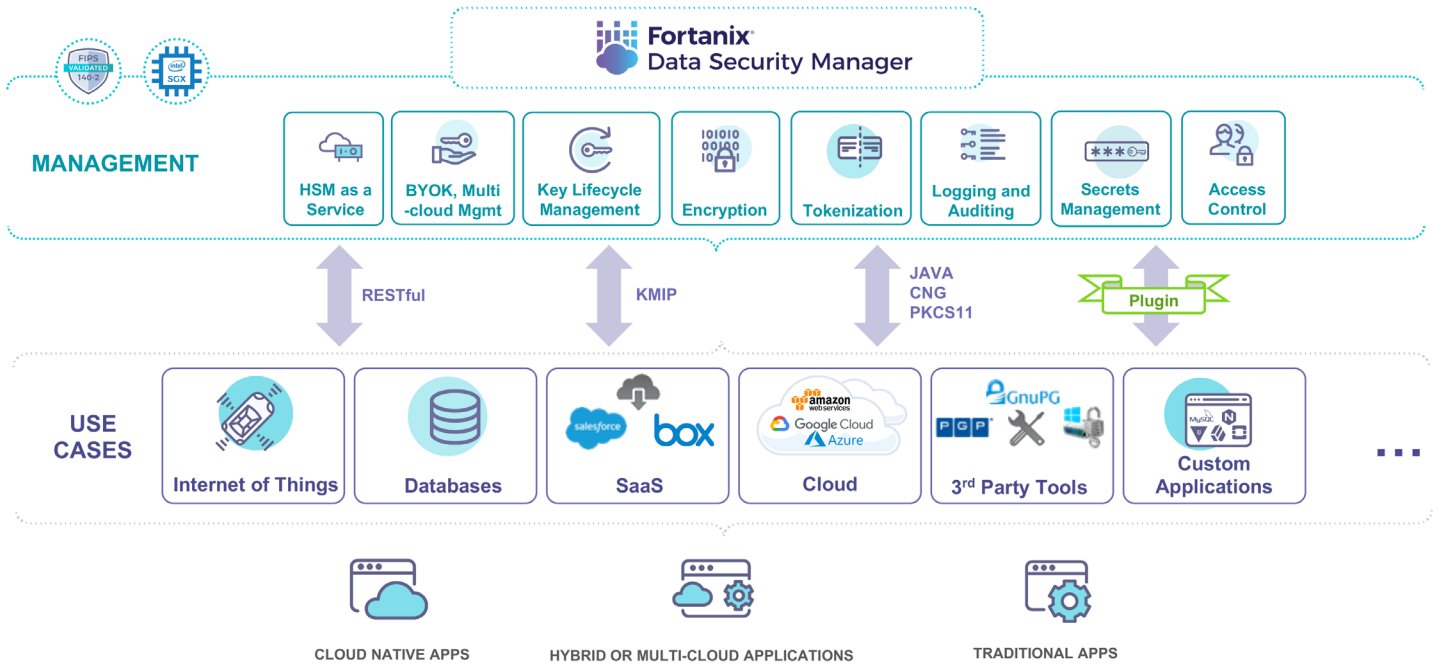 Fortanix®
Data Security Manager
FIPS
VALIDATED
140-2
intel
SGX
MANAGEMENT
HSM as a
Service
BYOK, Multi
-cloud Mgmt
Key Lifecycle
Management
101010
00100
Encryption
Tokenization
Logging and
Auditing
***
Secrets
Management
Access
Control
RESTful
KMIP
JAVA
CNG
PKCS11
Plugin
USE
CASES
Internet of Things
Databases
salesforce
box
SaaS
amazon
webservices
Google Cloud
Azure
Cloud
GnuPG
PGP
3rd Party Tools
MySQL
Custom
Applications
...
CLOUD NATIVE APPS
HYBRID OR MULTI-CLOUD APPLICATIONS
TRADITIONAL APPS